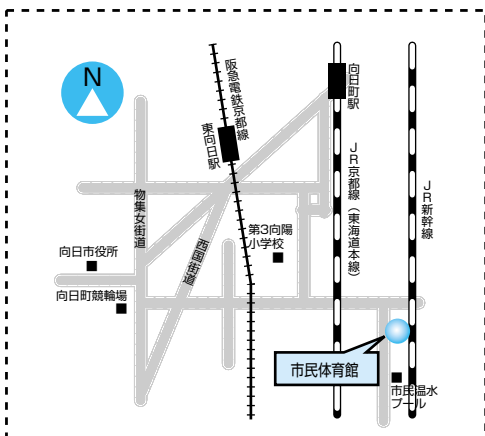 N
阪急電鉄京都線
東向日駅
向日町駅
JR京都線（東海道本線）
JR新幹線
物集女街道
西国街道
第3向陽
小学校
向日市役所
向日町競輪場
市民体育館
市民温水
プール